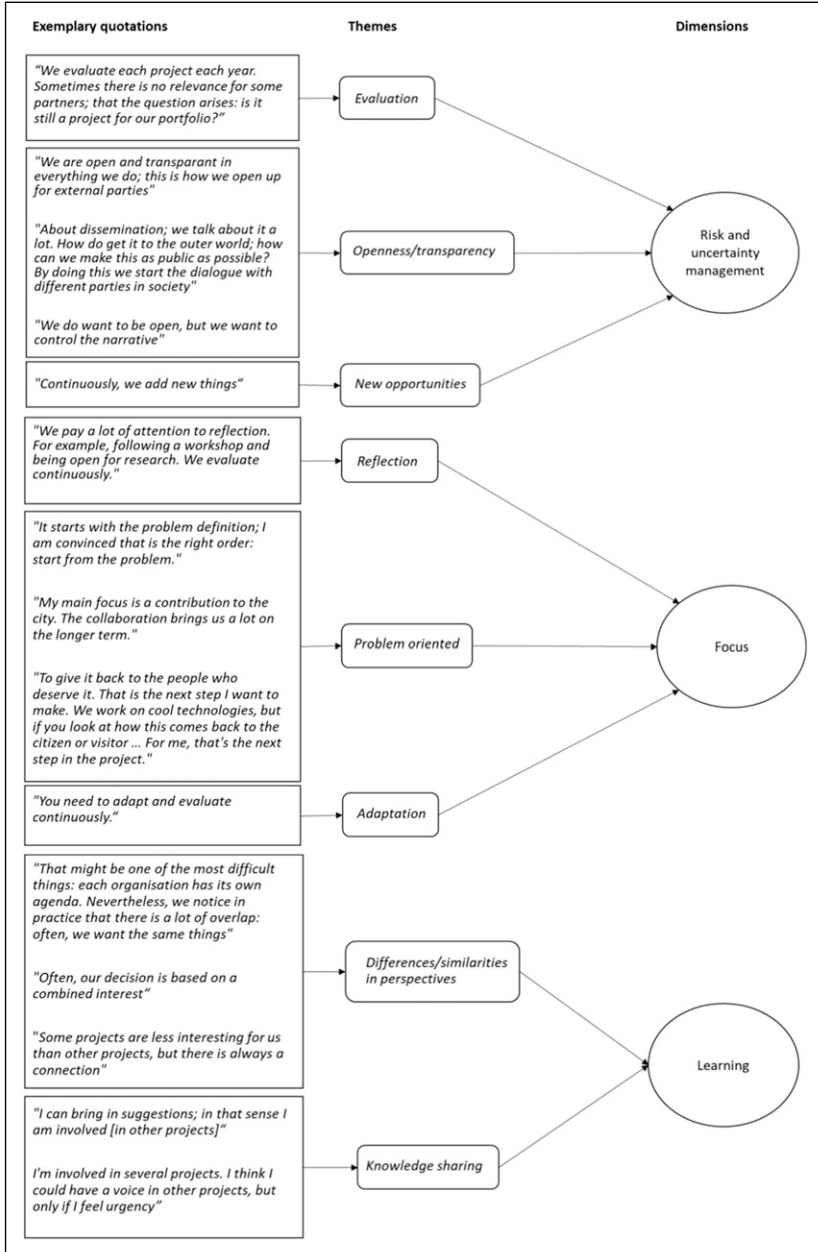 Exemplary quotations
Themes
Dimensions
“We evaluate each project each year.
Sometimes there is no relevance for some
partners; that the question arises: is it
still a project for our portfolio?”
Evaluation
"We are open and transparant in
everything we do; this is how we open up
for external parties"
"About dissemination; we talk about it a
lot. How do get it to the outer world; how
can we make this as public as possible?
By doing this we start the dialogue with
different parties in society"
"We do want to be open, but we want to
control the narrative"
Openness/transparency
Risk and
uncertainty
management
"Continuously, we add new things“
New opportunities
"We pay a lot of attention to reflection.
For example, following a workshop and
being open for research. We evaluate
continuously."
Reflection
"It starts with the problem definition; I
am convinced that is the right order:
start from the problem."
"My main focus is a contribution to the
city. The collaboration brings us a lot on
the longer term."
"To give it back to the people who
deserve it. That is the next step I want to
make. We work on cool technologies, but
if you look at how this comes back to the
citizen or visitor ... For me, that's the next
step in the project."
Problem oriented
Focus
"You need to adapt and evaluate
continuously.“
Adaptation
"That might be one of the most difficult
things: each organisation has its own
agenda. Nevertheless, we notice in
practice that there is a lot of overlap:
often, we want the same things"
"Often, our decision is based on a
combined interest“
"Some projects are less interesting for us
than other projects, but there is always a
connection"
Differences/similarities
in perspectives
Learning
"I can bring in suggestions; in that sense I
am involved [in other projects]“
I'm involved in several projects. I think I
could have a voice in other projects, but
only if I feel urgency”
Knowledge sharing